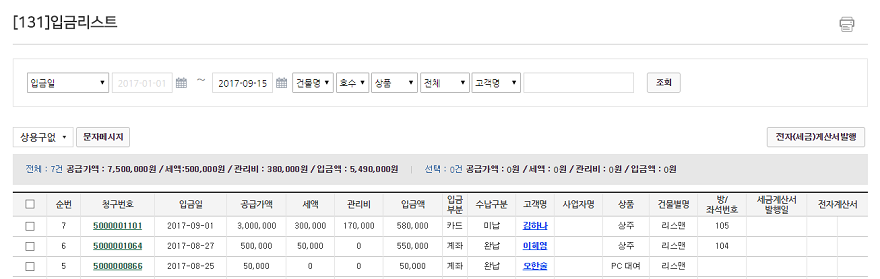 [131]입금리스트
입금일 2017-01-01 ~ 2017-09-15 건물명 호수 상품 전체 고객명 조회
상용구없 문자메시지 전자(세금)계산서발행
전체 : 7건 공급가액 : 7,500,000원 / 세액:500,000원 / 관리비 : 380,000원 / 입금액 : 5,490,000원 | 선택 : 0건 공급가액 : 0원 / 세액 : 0원 / 관리비 : 0원 / 입금액 : 0원
순번 청구번호 입금일 공급가액 세액 관리비 입금액 입금부분 수납구분 고객명 사업자명 상품 건물별명 방/좌석번호 세금계산서발행일 전자계산서
7 5000001101 2017-09-01 3,000,000 300,000 170,000 580,000 카드 미납 김하나 상주 리스맨 105
6 5000001064 2017-08-27 500,000 50,000 0 550,000 계좌 완납 이혜영 상주 리스맨 104
5 5000000866 2017-08-25 50,000 0 0 50,000 계좌 완납 오한솔 PC 대여 리스맨